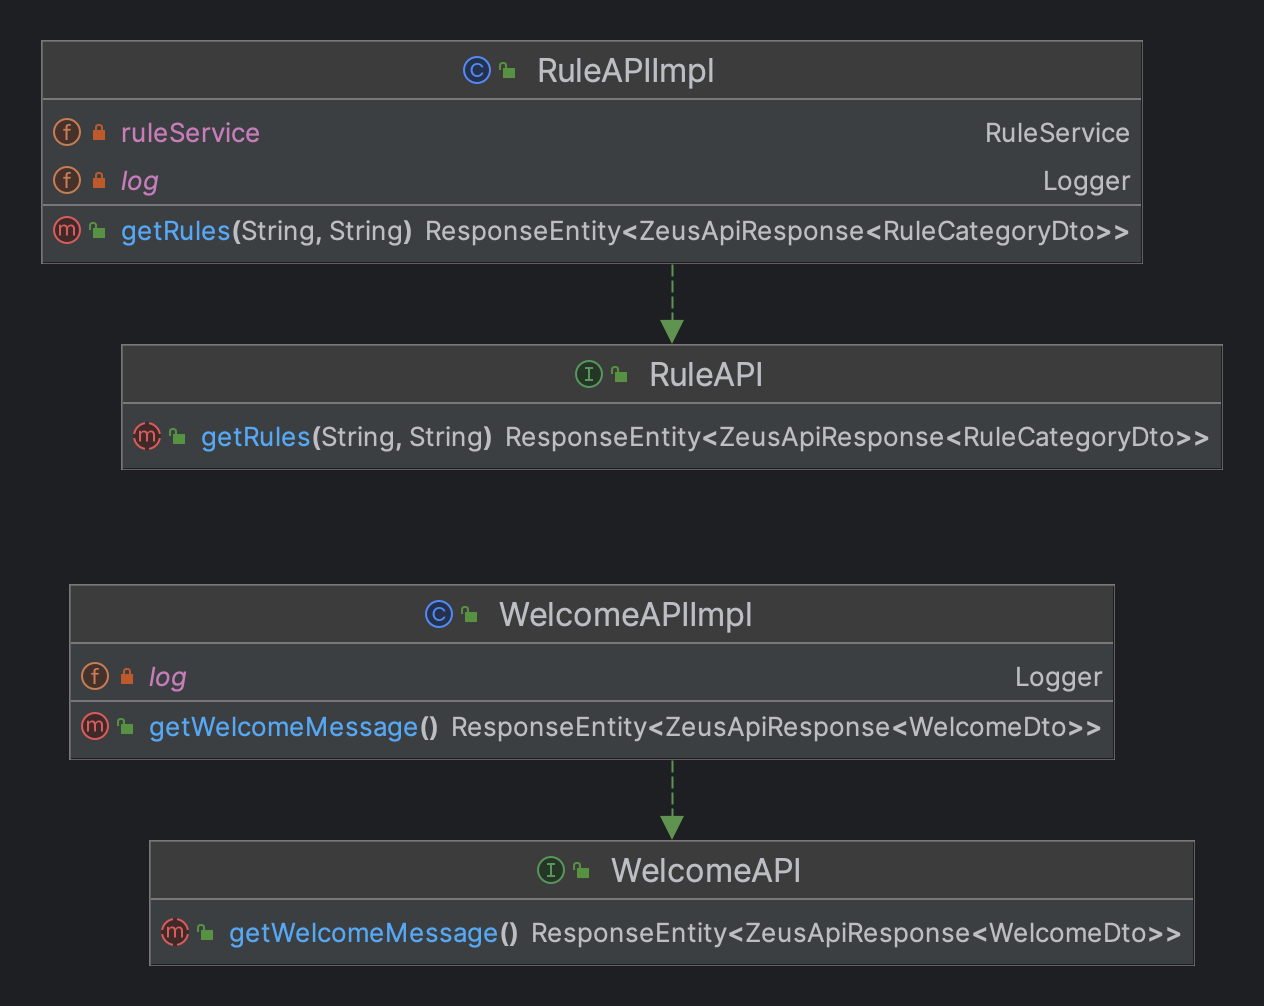 C RuleAPIImpl
f ruleService RuleService
f log Logger
m getRules(String, String) ResponseEntity<ZeusApiResponse<RuleCategoryDto>>
I RuleAPI
m getRules(String, String) ResponseEntity<ZeusApiResponse<RuleCategoryDto>>
C WelcomeAPIImpl
f log Logger
m getWelcomeMessage() ResponseEntity<ZeusApiResponse<WelcomeDto>>
I WelcomeAPI
m getWelcomeMessage() ResponseEntity<ZeusApiResponse<WelcomeDto>>